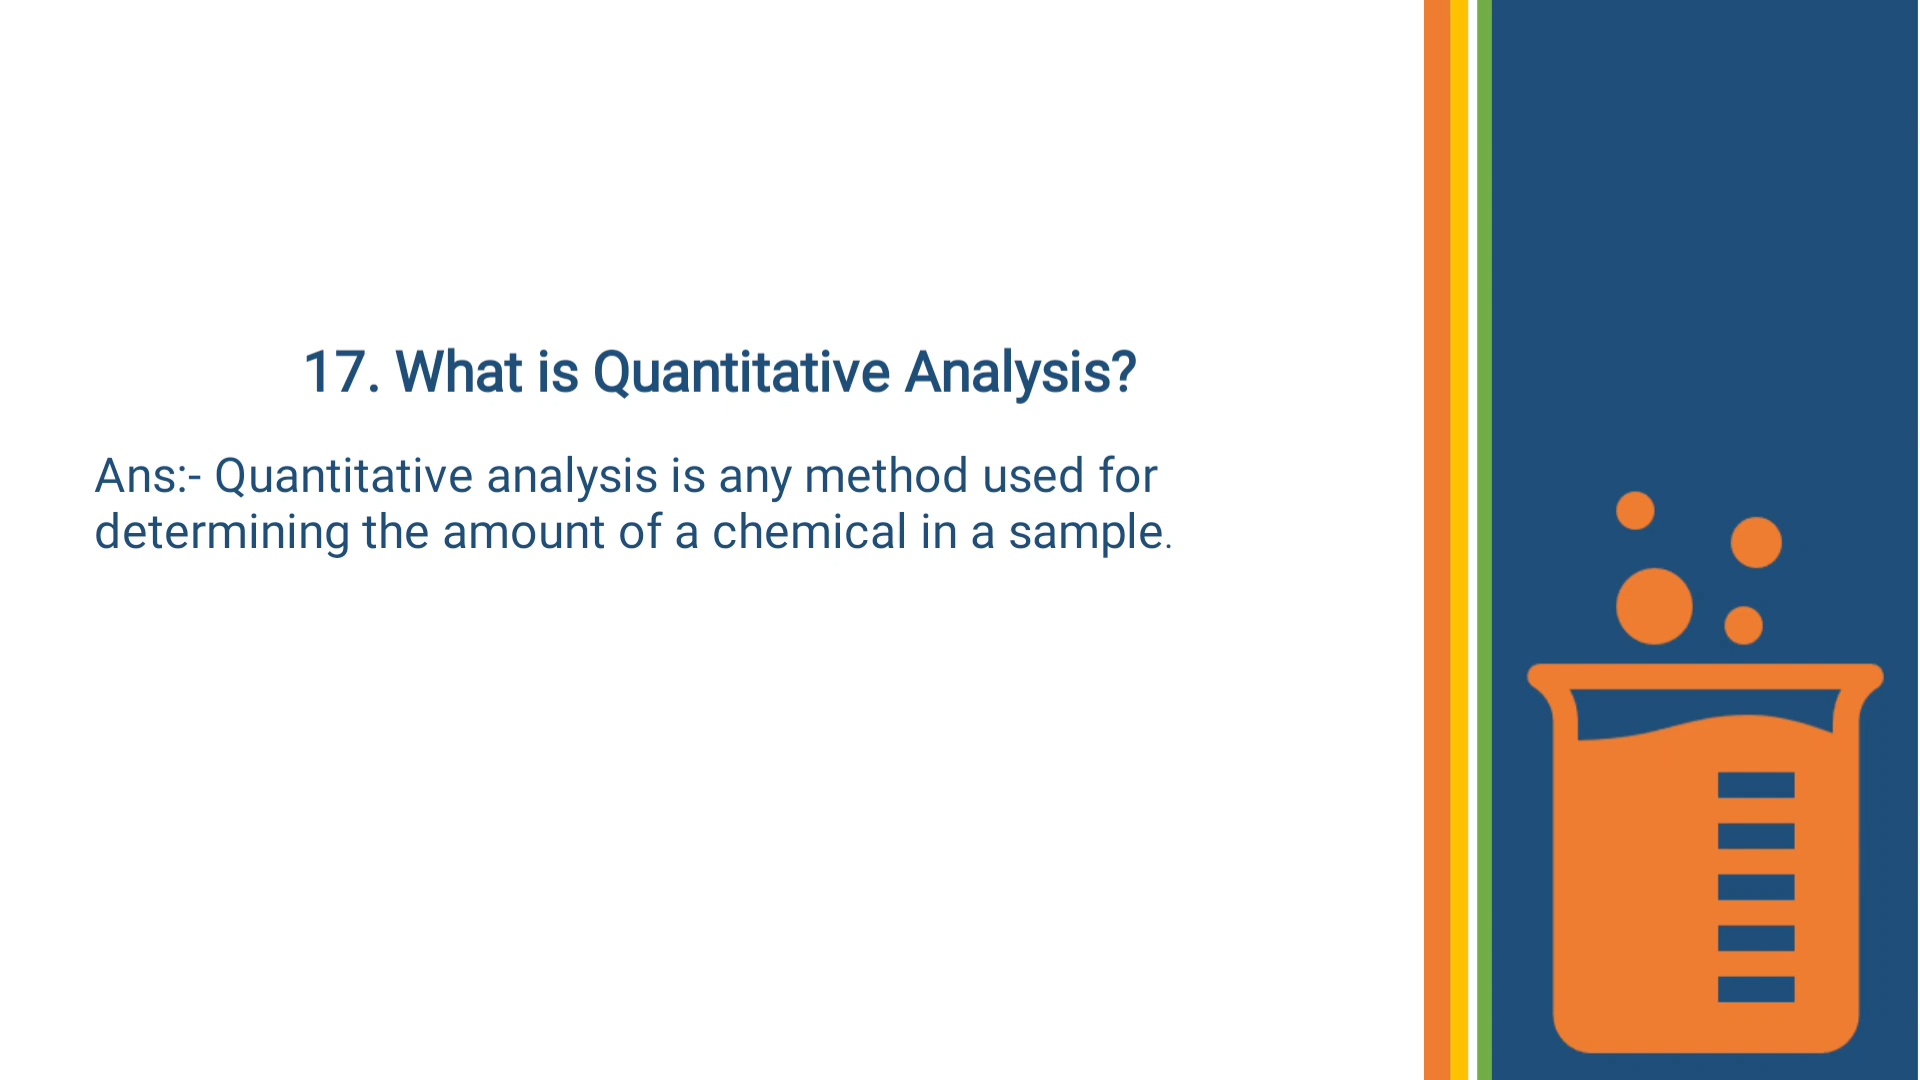 17. What is Quantitative Analysis?
Ans:- Quantitative analysis is any method used for
determining the amount of a chemical in a sample.